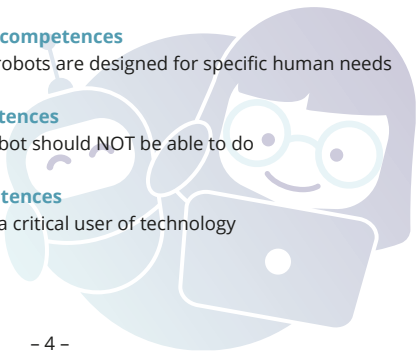 competences
robots are designed for specific human needs
tences
bot should NOT be able to do
tences
a critical user of technology
– 4 –